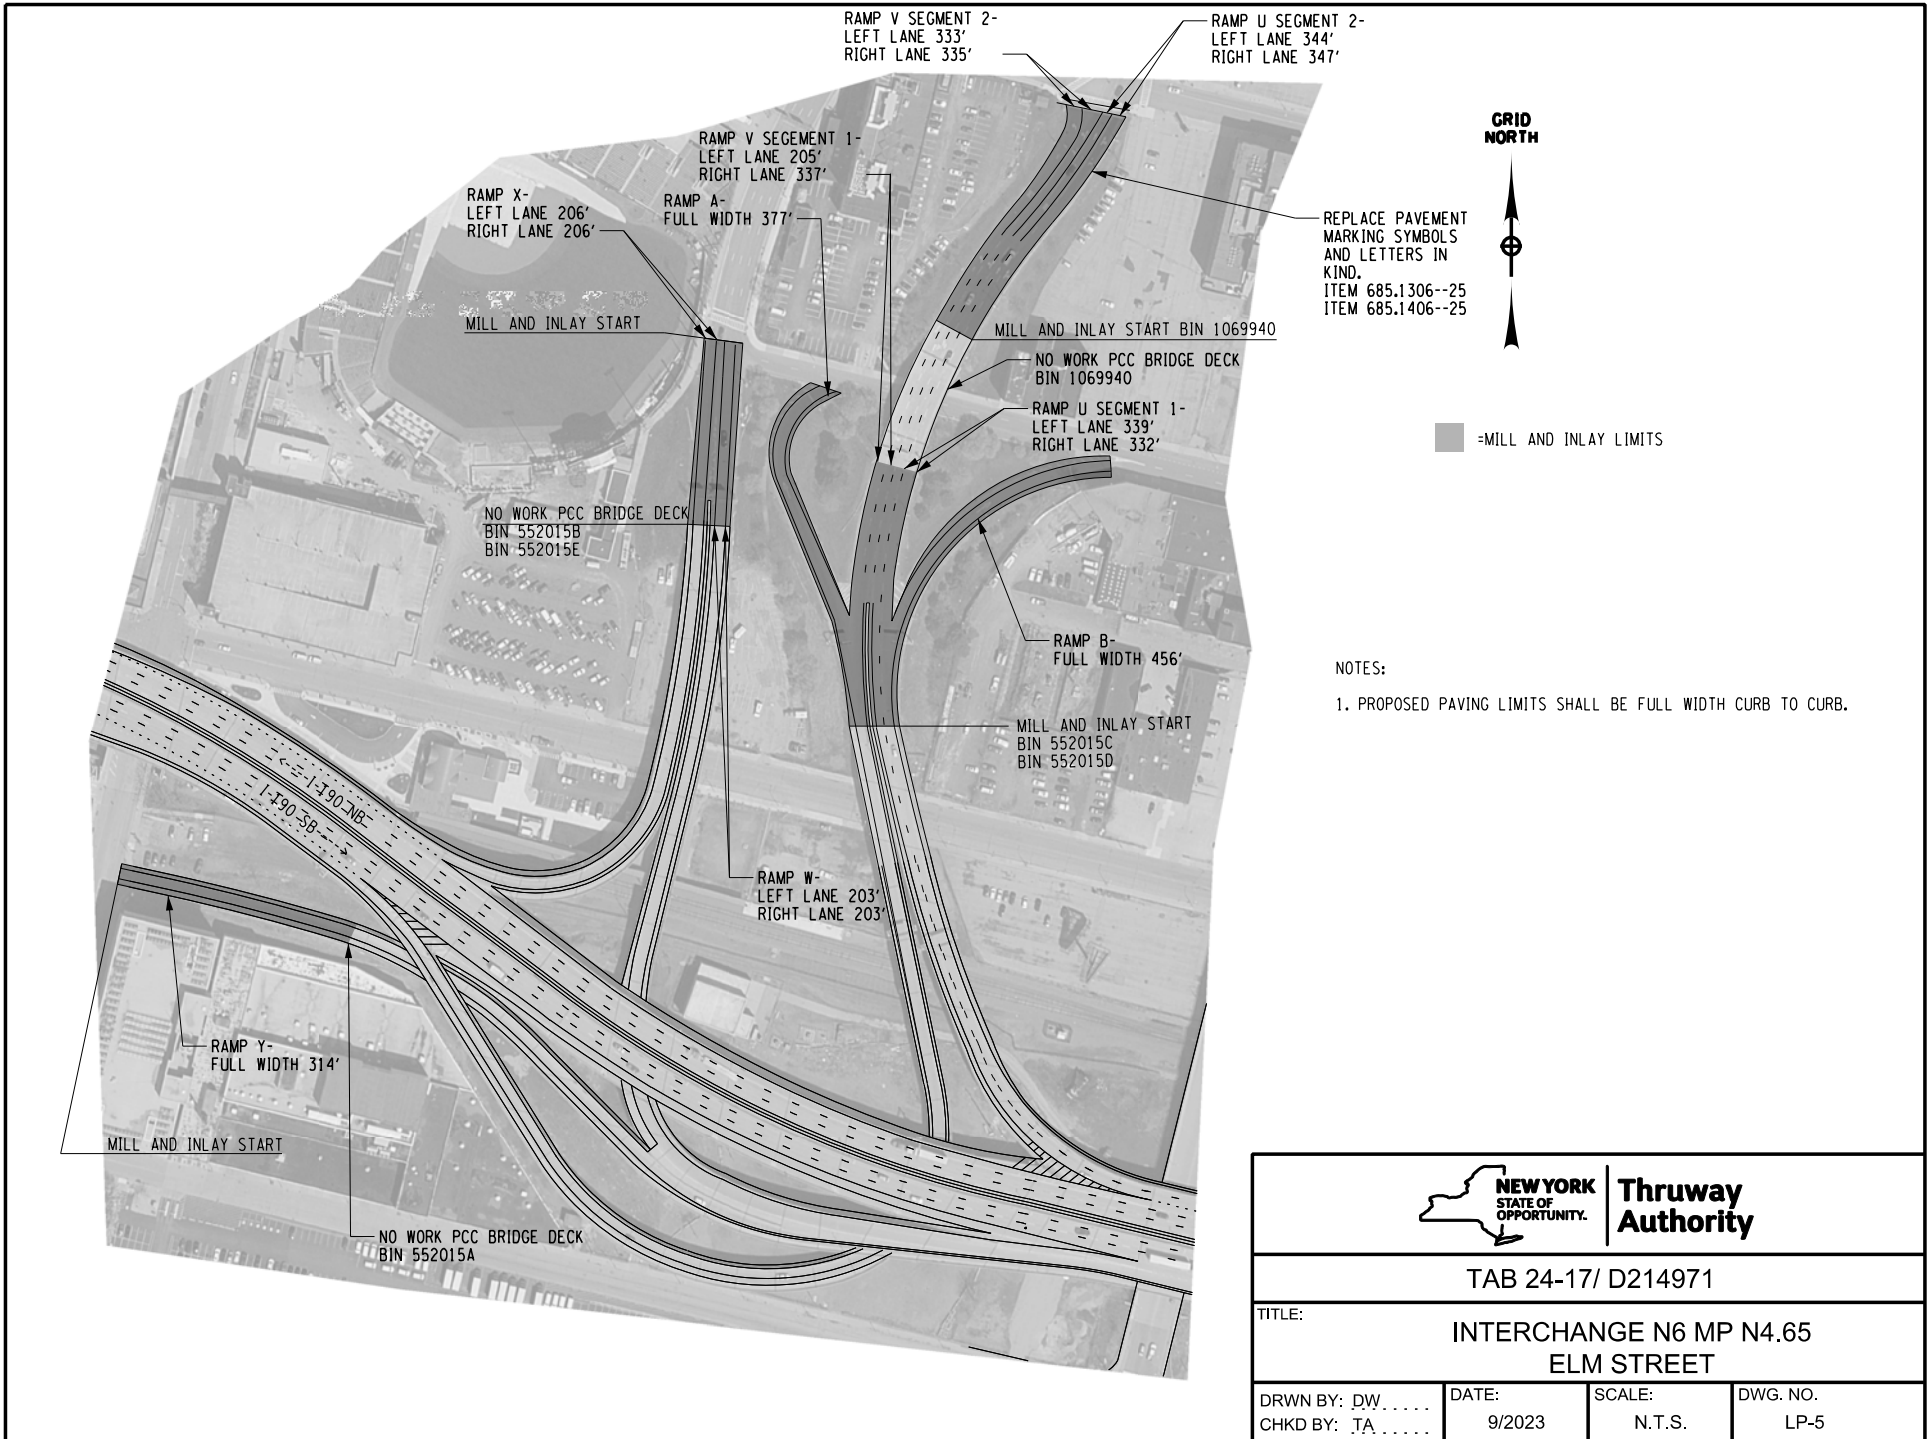 RAMP V SEGMENT 2-
LEFT LANE 333'
RIGHT LANE 335'
RAMP U SEGMENT 2-
LEFT LANE 344'
RIGHT LANE 347'
GRID
NORTH
RAMP V SEGEMENT 1-
LEFT LANE 205'
RIGHT LANE 337'
RAMP X-
LEFT LANE 206'
RIGHT LANE 206'
RAMP A-
FULL WIDTH 377'
REPLACE PAVEMENT
MARKING SYMBOLS
AND LETTERS IN
KIND.
ITEM 685.1306--25
ITEM 685.1406--25
MILL AND INLAY START
MILL AND INLAY START BIN 1069940
NO WORK PCC BRIDGE DECK
BIN 1069940
RAMP U SEGMENT 1-
LEFT LANE 339'
RIGHT LANE 332'
=MILL AND INLAY LIMITS
NO WORK PCC BRIDGE DECK
BIN 552015B
BIN 552015E
RAMP B-
FULL WIDTH 456'
NOTES:
1. PROPOSED PAVING LIMITS SHALL BE FULL WIDTH CURB TO CURB.
MILL AND INLAY START
BIN 552015C
BIN 552015D
<--I-I90-NB-
I-I90-SB--->
RAMP W-
LEFT LANE 203'
RIGHT LANE 203'
RAMP Y-
FULL WIDTH 314'
MILL AND INLAY START
NO WORK PCC BRIDGE DECK
BIN 552015A
NEW YORK
STATE OF
OPPORTUNITY.
Thruway
Authority
TAB 24-17/ D214971
TITLE:
INTERCHANGE N6 MP N4.65
ELM STREET
DRWN BY: DW
CHKD BY: TA
DATE:
9/2023
SCALE:
N.T.S.
DWG. NO.
LP-5